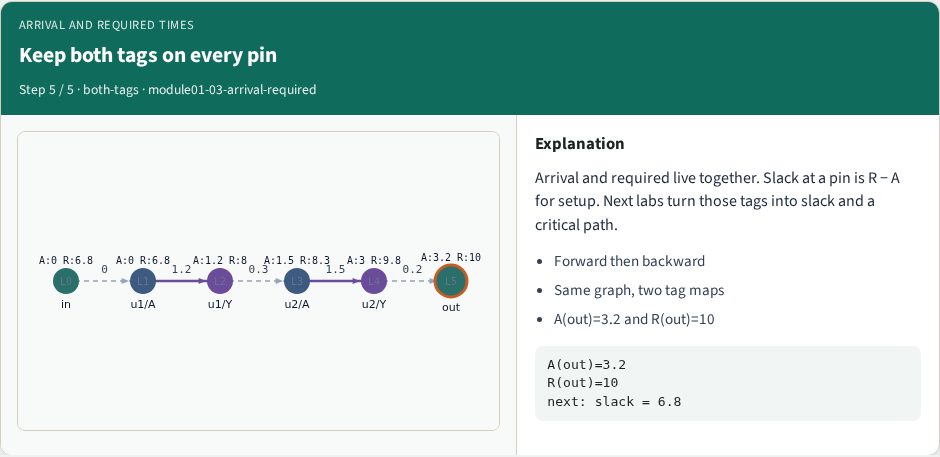 ARRIVAL AND REQUIRED TIMES
Keep both tags on every pin
Step 5 / 5 · both-tags · module01-03-arrival-required
A:0 R:6.8 A:0 R:6.8 A:1.2 R:8 A:1.5 R:8.3 A:3 R:9.8 A:3.2 R:10
0 1.2 0.3 1.5 0.2
L0 L1 L2 L3 L4 L5
in u1/A u1/Y u2/A u2/Y out
Explanation
Arrival and required live together. Slack at a pin is R − A
for setup. Next labs turn those tags into slack and a
critical path.
• Forward then backward
• Same graph, two tag maps
• A(out)=3.2 and R(out)=10
A(out)=3.2
R(out)=10
next: slack = 6.8